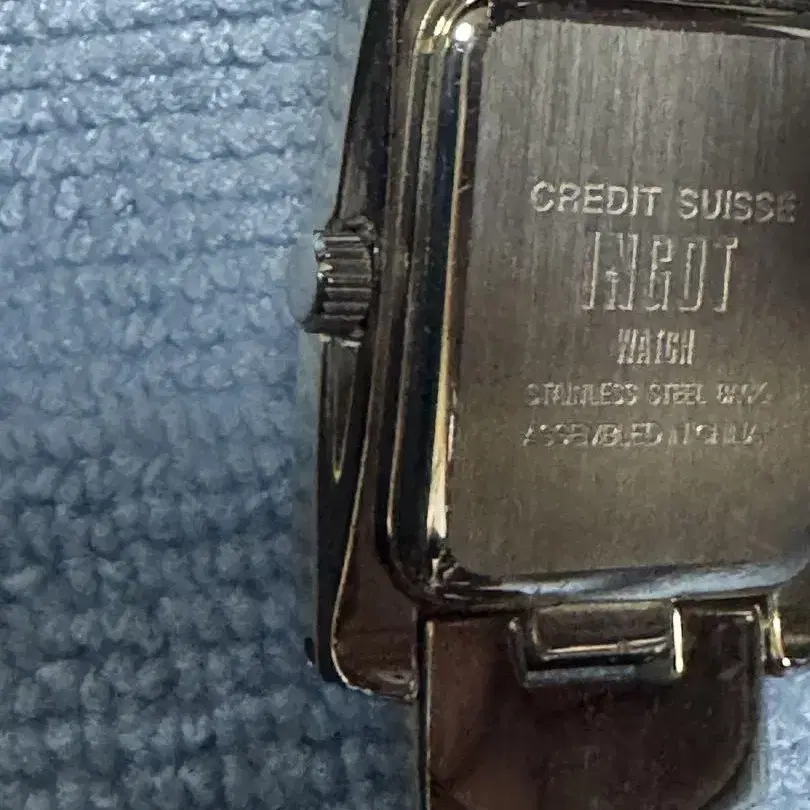 CREDIT SUISSE
INGOT
WATCH
STAINLESS STEEL BACK
ASSEMBLED IN CHINA